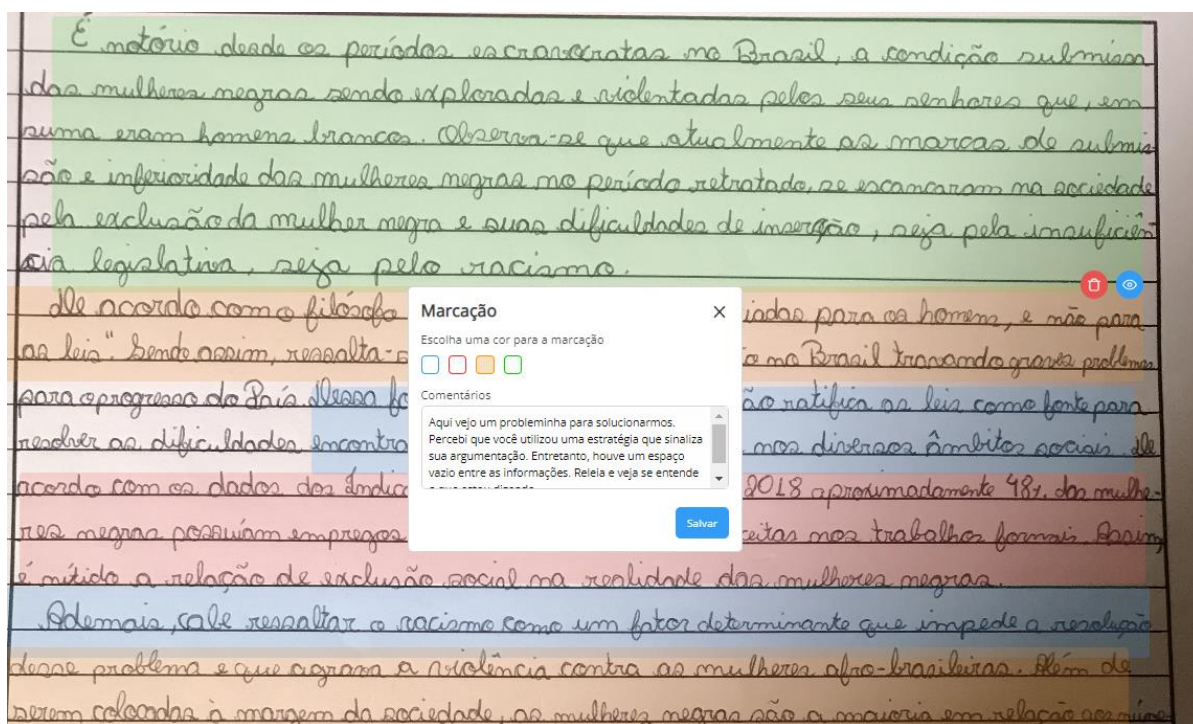 É notório desde os períodos escravocratas no Brasil, a condição submissa
das mulheres negras sendo exploradas e violentadas pelos seus senhores que, em
suma eram homens brancos. Observa-se que atualmente as marcas de submis-
são e inferioridade das mulheres negras no período retratado, se escancaram na sociedade
pela exclusão da mulher negra e suas dificuldades de inserção, seja pela insuficiên
cia legislativa, seja pelo racismo.
De acordo com o filósofo
iadas para os homens, e não para
as leis" Sendo assim, ressalta-s
no Brasil travando graves problemas
para o progresso do País Dessa fo
ão ratifica as leis como fonte para
resolver as dificuldades encontra
nos diversos âmbitos sociais De
acordo com os dados dos Índic
2018 aproximadamente 48%. das mulhe-
res negras possuíam empregos
eitas nos trabalhos formais Assim,
é nítido a relação de exclusão social na realidade das mulheres negras.
Ademais, cabe ressaltar o racismo como um fator determinante que impede a resolução
desse problema e que agrava a violência contra as mulheres afro-brasileiras. Além de
serem colocadas à margem da sociedade, as mulheres negras são a maioria em relação aos
Marcação
Escolha uma cor para a marcação
Comentários
Aqui vejo um probleminha para solucionarmos.
Percebi que você utilizou uma estratégia que sinaliza
sua argumentação. Entretanto, houve um espaço
vazio entre as informações. Releia e veja se entende
o que estou dizendo
Salvar